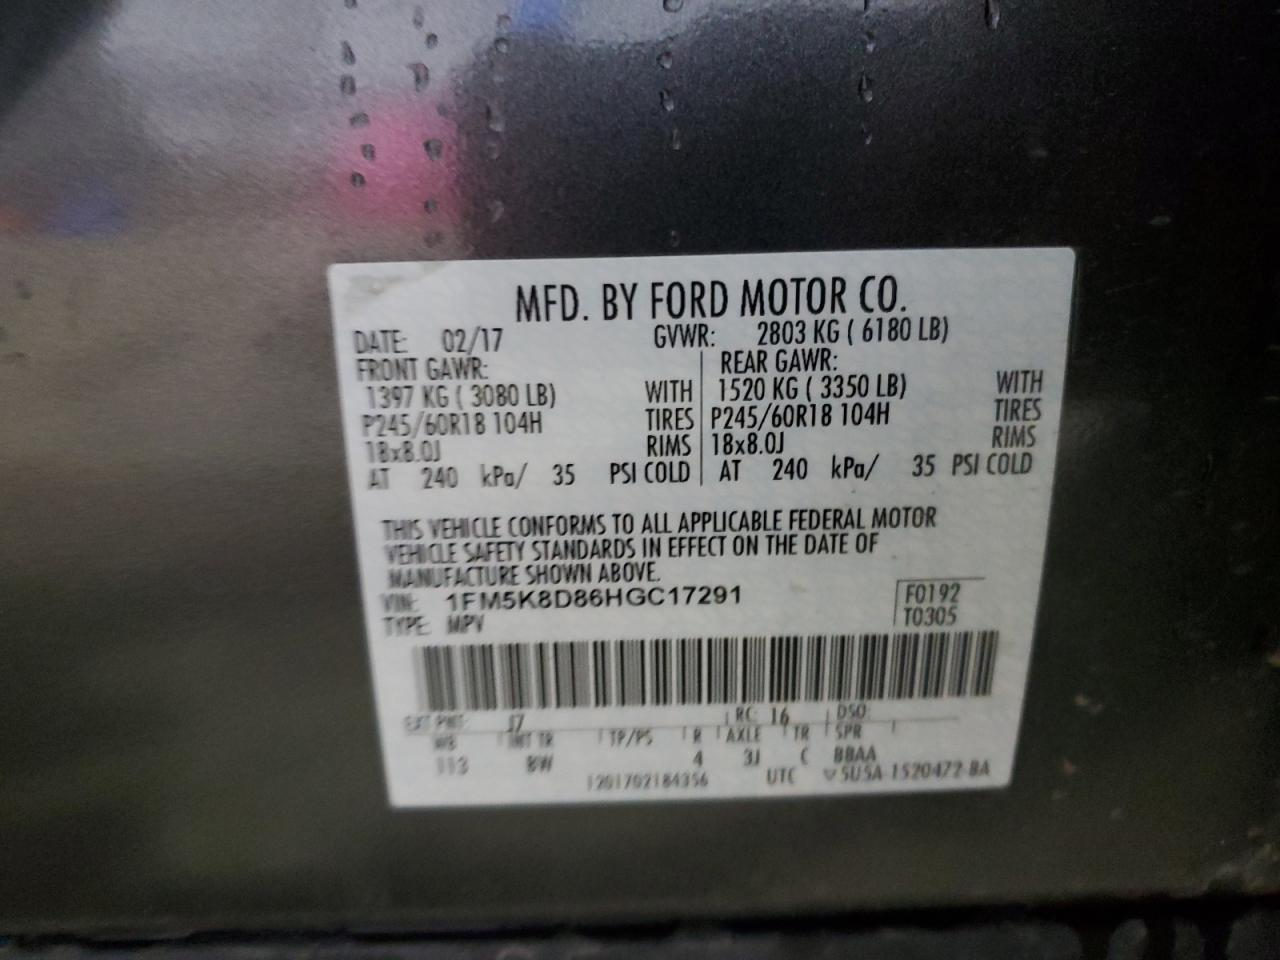 MFD. BY FORD MOTOR CO.
DATE: 02/17 GVWR: 2803 KG ( 6180 LB)
FRONT GAWR: REAR GAWR:
1397 KG ( 3080 LB) WITH 1520 KG ( 3350 LB) WITH
P245/60R18 104H TIRES P245/60R18 104H TIRES
18x8.0J RIMS 18x8.0J RIMS
AT 240 kPa/ 35 PSI COLD AT 240 kPa/ 35 PSI COLD
THIS VEHICLE CONFORMS TO ALL APPLICABLE FEDERAL MOTOR
VEHICLE SAFETY STANDARDS IN EFFECT ON THE DATE OF
MANUFACTURE SHOWN ABOVE.
VIN: 1FM5K8D86HGC17291 F0192
TYPE: MPV T0305
EXT PNT: J7 RC: 16 DSO:
WB INT TR TP/PS R AXLE TR SPR
113 BW 4 3J C BBAA
1201702184356 UTC ▽ 5U5A-1520472-BA